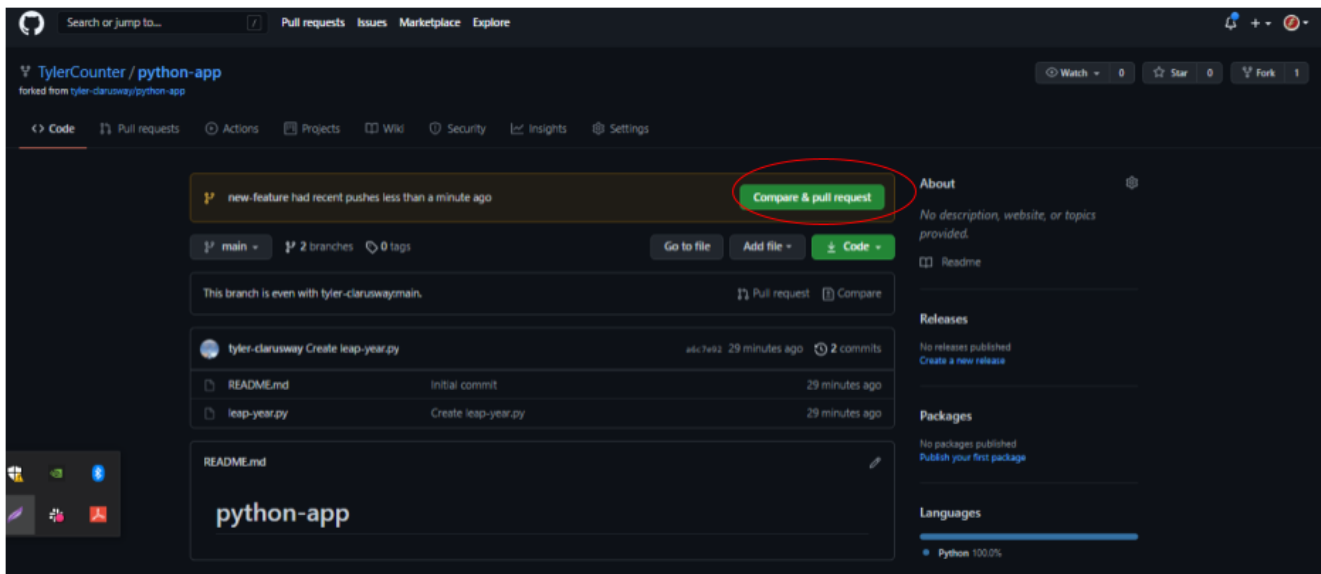 Search or jump to... /
Pull requests Issues Marketplace Explore
TylerCounter / python-app
forked from tyler-clarusway/python-app
Watch 0 Star 0 Fork 1
Code Pull requests Actions Projects Wiki Security Insights Settings
new-feature had recent pushes less than a minute ago
Compare & pull request
main 2 branches 0 tags
Go to file Add file Code
This branch is even with tyler-clarusway:main.
Pull request Compare
tyler-clarusway Create leap-year.py
a6c7e02 29 minutes ago 2 commits
README.md Initial commit 29 minutes ago
leap-year.py Create leap-year.py 29 minutes ago
README.md
python-app
About
No description, website, or topics
provided.
Readme
Releases
No releases published
Create a new release
Packages
No packages published
Publish your first package
Languages
Python 100.0%